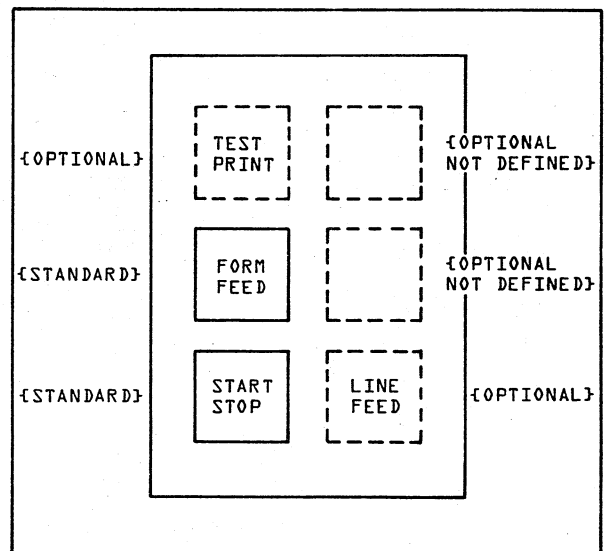 {OPTIONAL}
TEST
PRINT
{OPTIONAL
NOT DEFINED}
{STANDARD}
FORM
FEED
{OPTIONAL
NOT DEFINED}
{STANDARD}
START
STOP
LINE
FEED
{OPTIONAL}